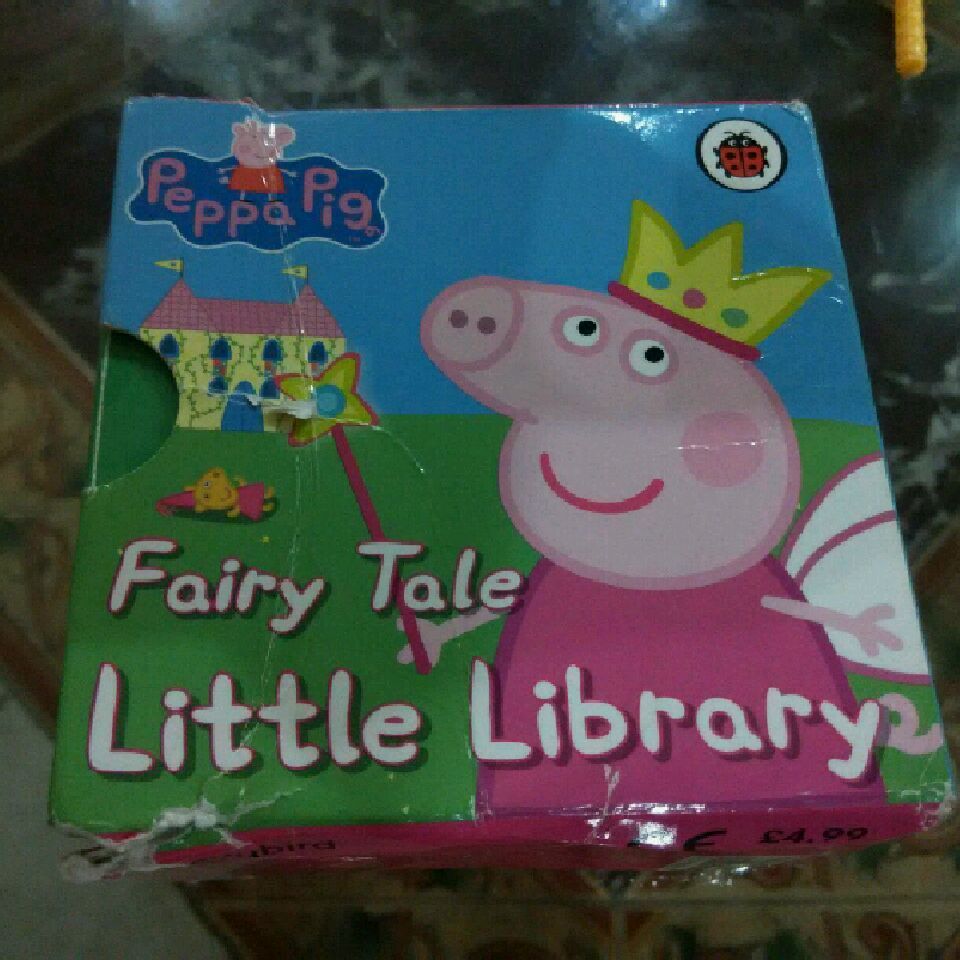 Peppa Pig
Fairy Tale
Little Library
£4.99